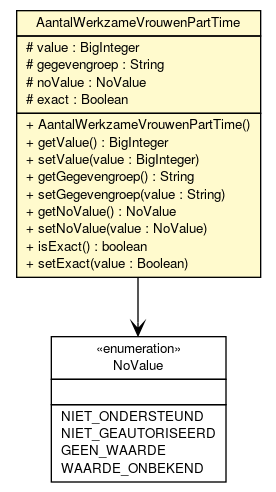 AantalWerkzameVrouwenPartTime
# value : BigInteger
# gegevengroep : String
# noValue : NoValue
# exact : Boolean
+ AantalWerkzameVrouwenPartTime()
+ getValue() : BigInteger
+ setValue(value : BigInteger)
+ getGegevengroep() : String
+ setGegevengroep(value : String)
+ getNoValue() : NoValue
+ setNoValue(value : NoValue)
+ isExact() : boolean
+ setExact(value : Boolean)
«enumeration»
NoValue
NIET_ONDERSTEUND
NIET_GEAUTORISEERD
GEEN_WAARDE
WAARDE_ONBEKEND